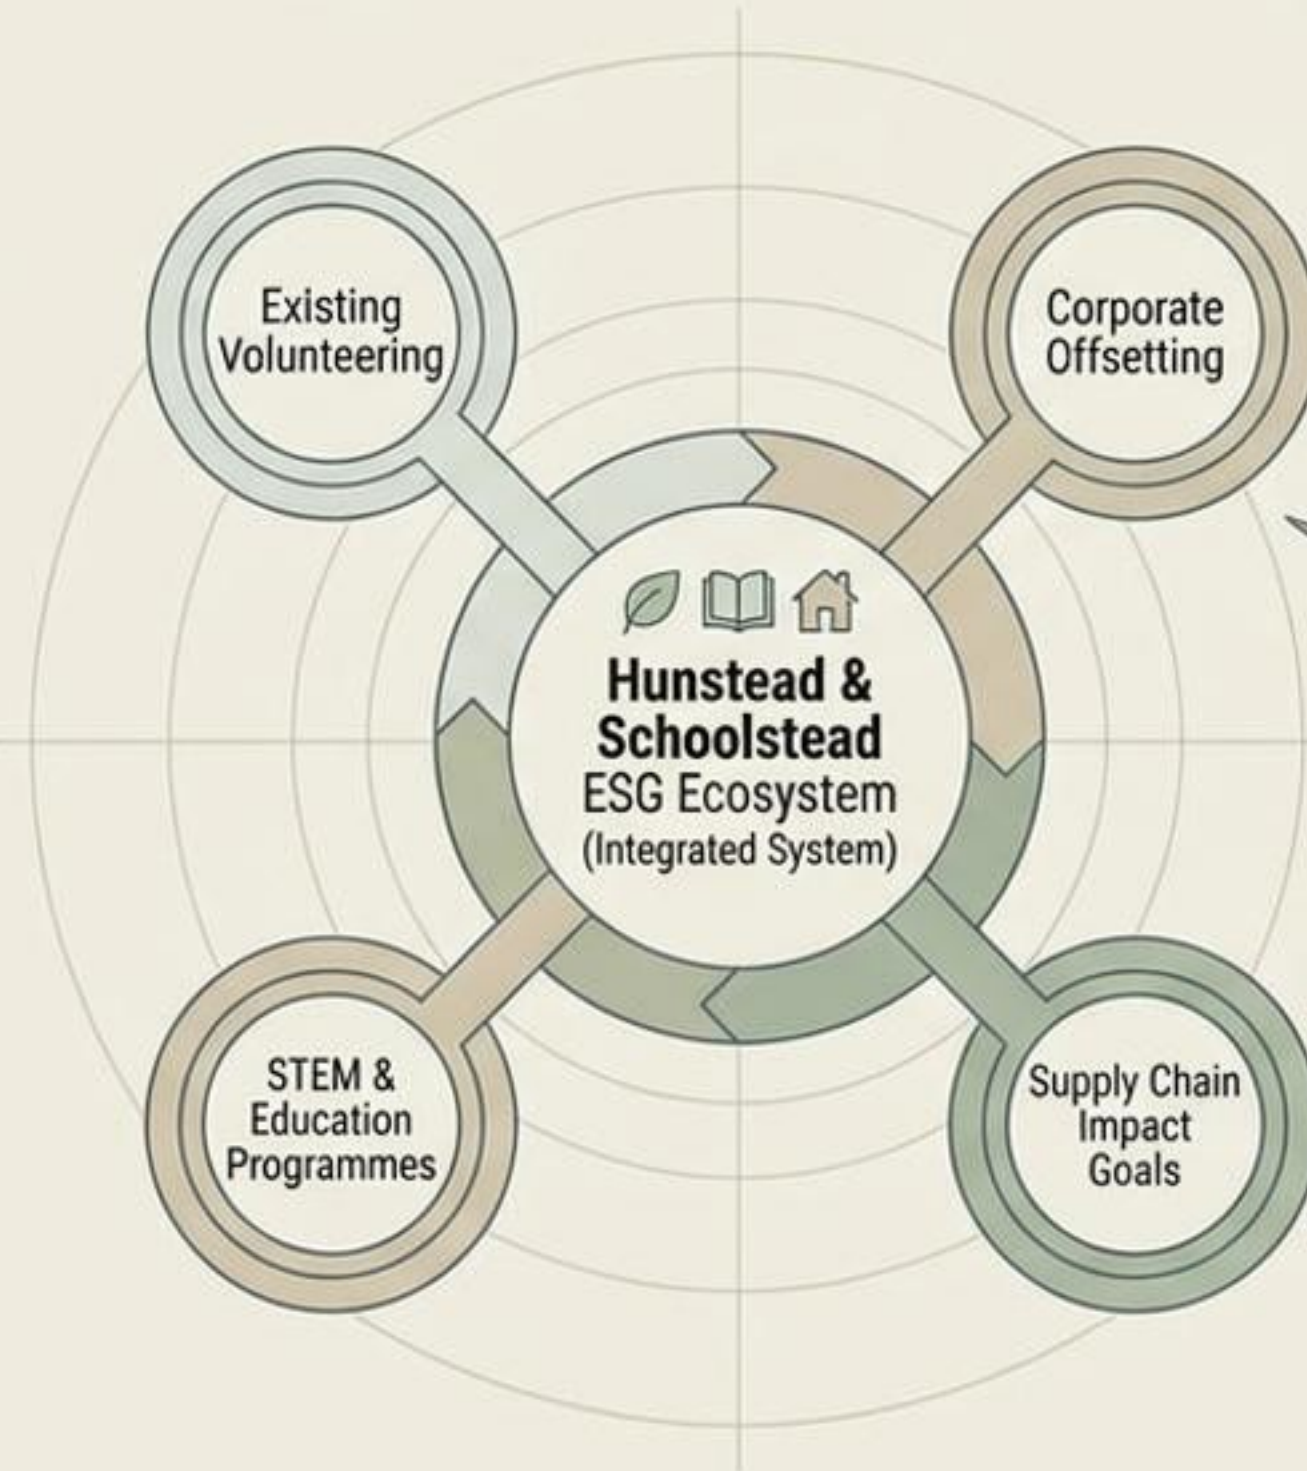 Existing
Volunteering
Corporate
Offsetting
Hunstead &
Schoolstead
ESG Ecosystem
(Integrated System)
STEM &
Education
Programmes
Supply Chain
Impact
Goals